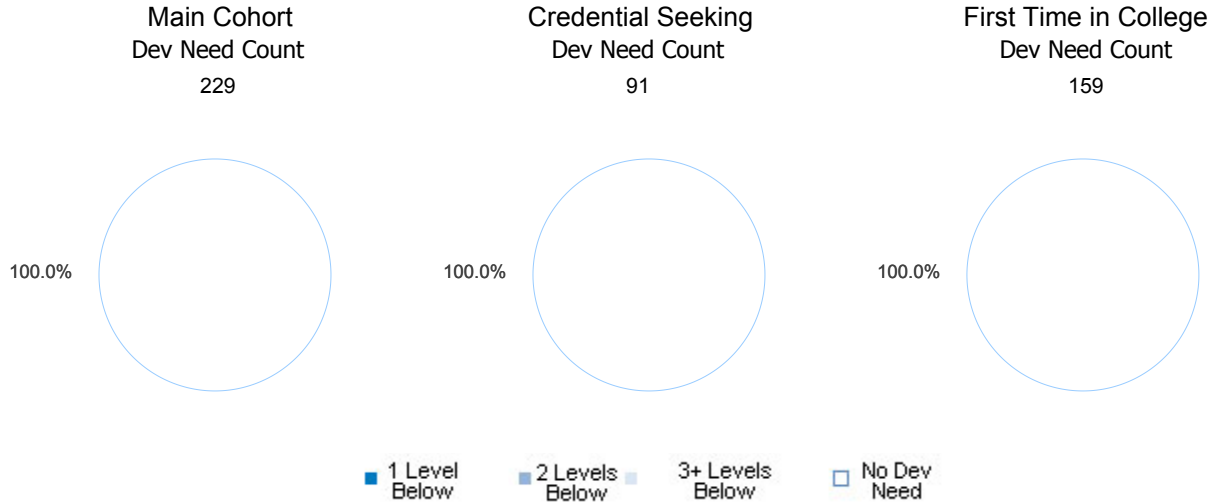 Main Cohort
Dev Need Count
229
Credential Seeking
Dev Need Count
91
First Time in College
Dev Need Count
159
100.0%
100.0%
100.0%
1 Level
Below
2 Levels
Below
3+ Levels
Below
No Dev
Need